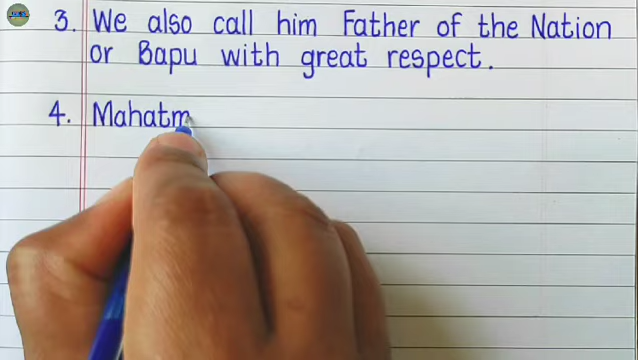 3. We also call him Father of the Nation
or Bapu with great respect.
4. Mahatm